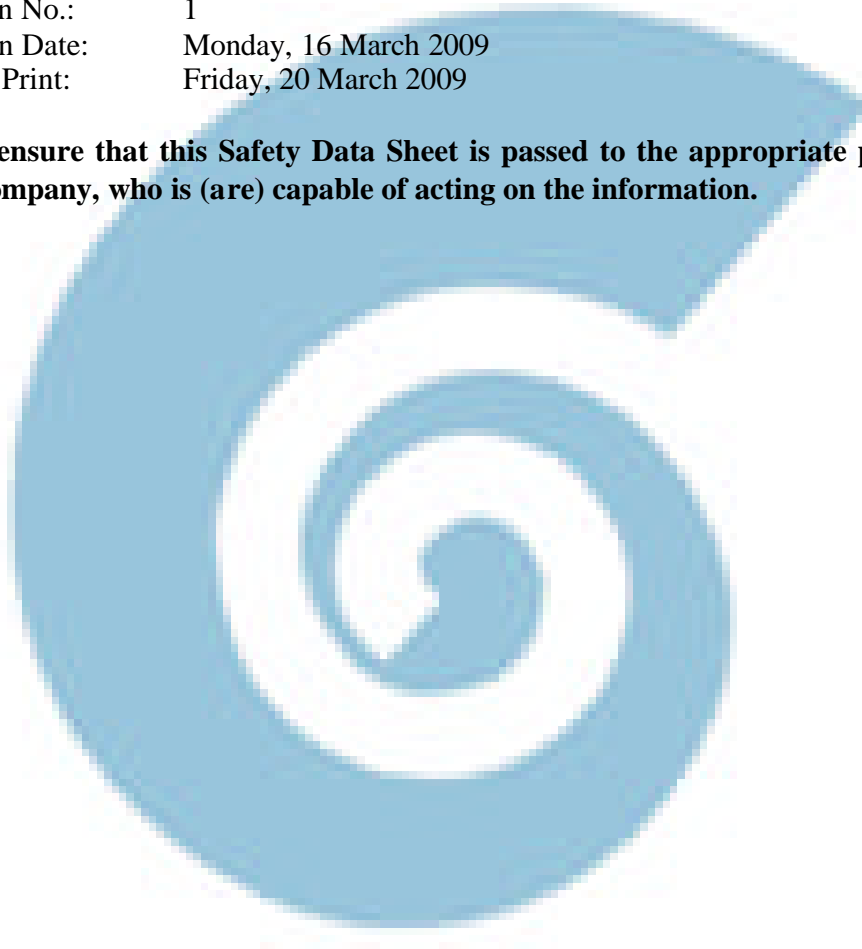 n No.: 1
n Date: Monday, 16 March 2009
Print: Friday, 20 March 2009
ensure that this Safety Data Sheet is passed to the appropriate p
ompany, who is (are) capable of acting on the information.